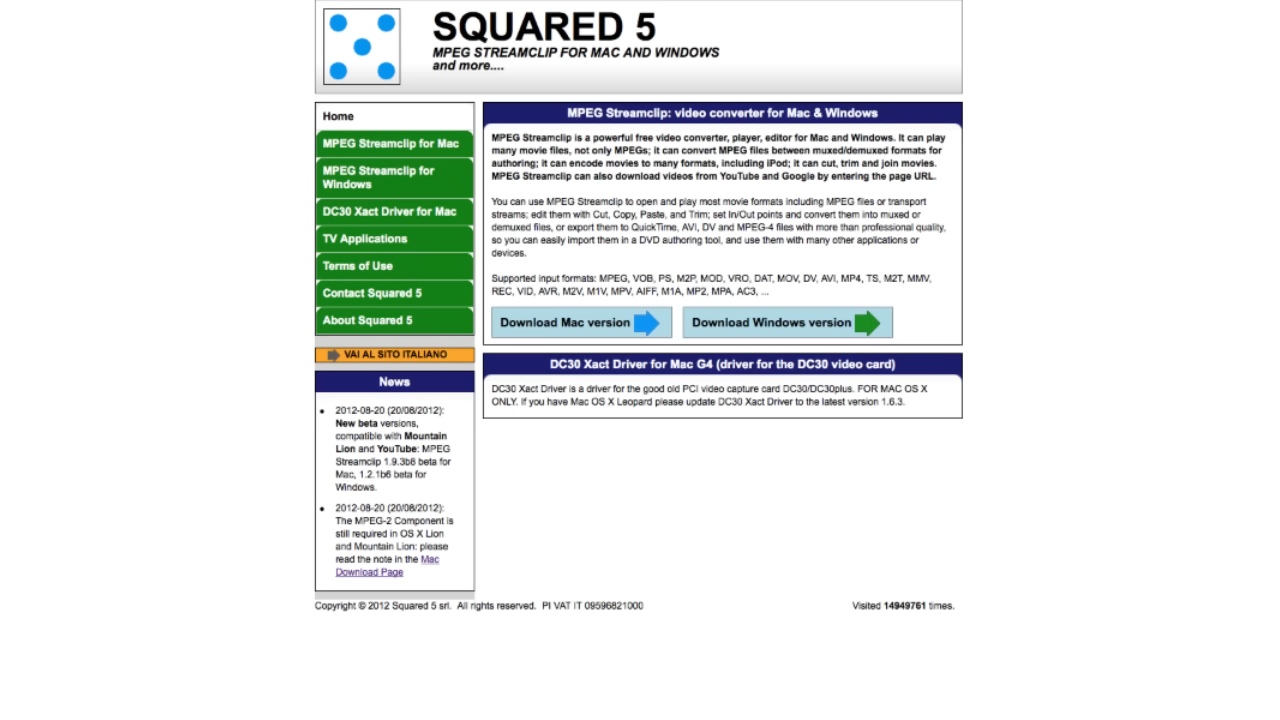 SQUARED 5
MPEG STREAMCLIP FOR MAC AND WINDOWS
and more....
Home
MPEG Streamclip for Mac
MPEG Streamclip for
Windows
DC30 Xact Driver for Mac
TV Applications
Terms of Use
Contact Squared 5
About Squared 5
VAI AL SITO ITALIANO
News
• 2012-08-20 (20/08/2012):
New beta versions,
compatible with Mountain
Lion and YouTube: MPEG
Streamclip 1.9.3b8 beta for
Mac, 1.2.1b6 beta for
Windows.
• 2012-08-20 (20/08/2012):
The MPEG-2 Component is
still required in OS X Lion
and Mountain Lion: please
read the note in the Mac
Download Page
MPEG Streamclip: video converter for Mac & Windows
MPEG Streamclip is a powerful free video converter, player, editor for Mac and Windows. It can play
many movie files, not only MPEGs; it can convert MPEG files between muxed/demuxed formats for
authoring; it can encode movies to many formats, including iPod; it can cut, trim and join movies.
MPEG Streamclip can also download videos from YouTube and Google by entering the page URL.
You can use MPEG Streamclip to open and play most movie formats including MPEG files or transport
streams; edit them with Cut, Copy, Paste, and Trim; set In/Out points and convert them into muxed or
demuxed files, or export them to QuickTime, AVI, DV and MPEG-4 files with more than professional quality,
so you can easily import them in a DVD authoring tool, and use them with many other applications or
devices.
Supported input formats: MPEG, VOB, PS, M2P, MOD, VRO, DAT, MOV, DV, AVI, MP4, TS, M2T, MMV,
REC, VID, AVR, M2V, M1V, MPV, AIFF, M1A, MP2, MPA, AC3, ...
Download Mac version
Download Windows version
DC30 Xact Driver for Mac G4 (driver for the DC30 video card)
DC30 Xact Driver is a driver for the good old PCI video capture card DC30/DC30plus. FOR MAC OS X
ONLY. If you have Mac OS X Leopard please update DC30 Xact Driver to the latest version 1.6.3.
Copyright © 2012 Squared 5 srl. All rights reserved. PI VAT IT 09596821000
Visited 14949761 times.